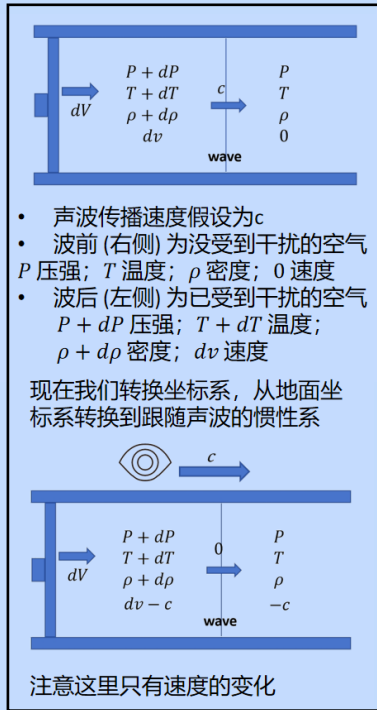 P + dP
P
T + dT
c
T
dV
ρ + dρ
ρ
dv
0
wave
• 声波传播速度假设为c
• 波前 (右侧) 为没受到干扰的空气
P 压强；T 温度；ρ 密度；0 速度
• 波后 (左侧) 为已受到干扰的空气
P + dP 压强；T + dT 温度；
ρ + dρ 密度；dv 速度
现在我们转换坐标系，从地面坐
标系转换到跟随声波的惯性系
c
P + dP
P
T + dT
0
T
dV
ρ + dρ
ρ
dv − c
−c
wave
注意这里只有速度的变化